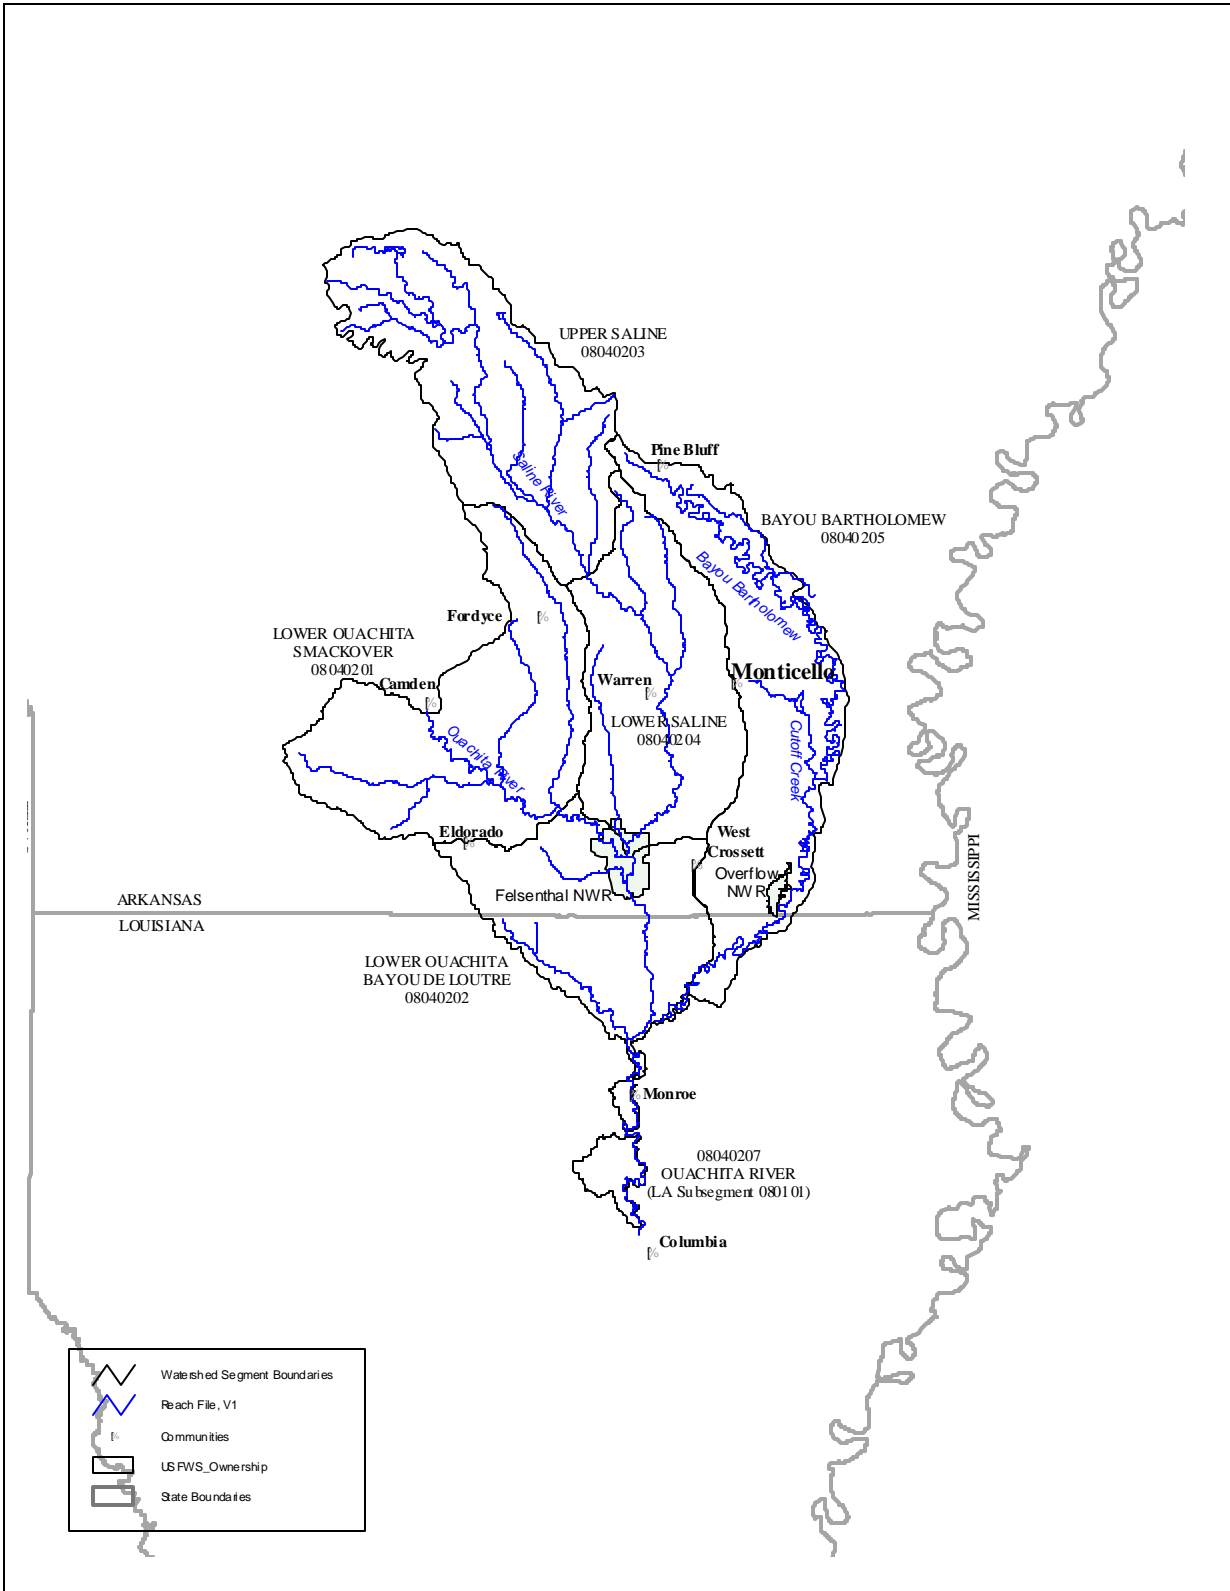 UPPER SALINE
08040203
Pine Bluff
Saline River
BAYOU BARTHOLOMEW
08040205
Bayou Bartholomew
Fordyce
LOWER OUACHITA
SMACKOVER
08040201
Camden
Warren
Monticello
LOWER SALINE
08040204
Ouachita River
Cutoff Creek
Eldorado
West
Crossett
Overflow
NWR
Felsenthal NWR
MISSISSIPPI
ARKANSAS
LOUISIANA
LOWER OUACHITA
BAYOU DE LOUTRE
08040202
Monroe
08040207
OUACHITA RIVER
(LA Subsegment 080101)
Columbia
Watershed Segment Boundaries
Reach File, V1
Communities
USFWS_Ownership
State Boundaries